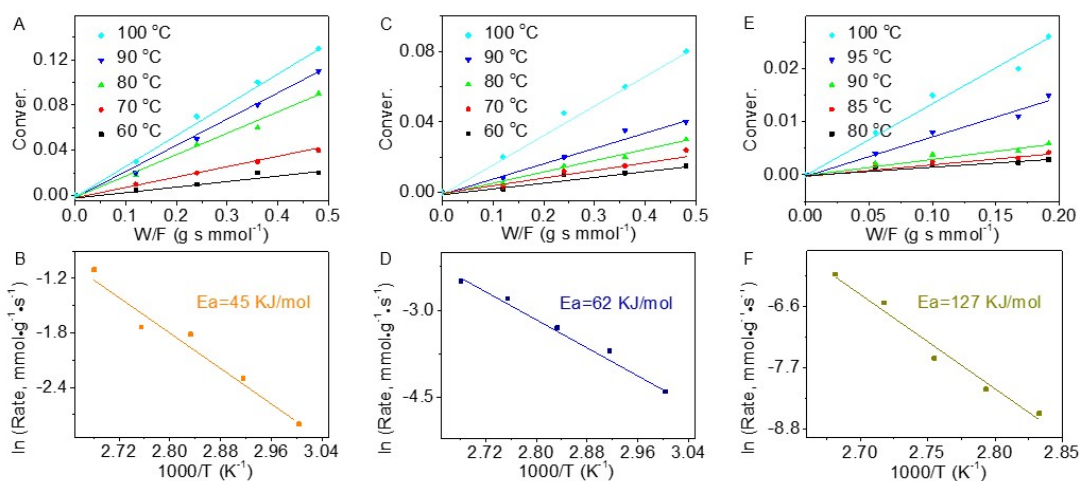 A
100 °C
90 °C
80 °C
70 °C
60 °C
Conver.
0.12
0.08
0.04
0.00
0.0 0.1 0.2 0.3 0.4 0.5
W/F (g s mmol⁻¹)
C
100 °C
90 °C
80 °C
70 °C
60 °C
Conver.
0.08
0.04
0.00
0.0 0.1 0.2 0.3 0.4 0.5
W/F (g s mmol⁻¹)
E
100 °C
95 °C
90 °C
85 °C
80 °C
Conver.
0.02
0.01
0.00
0.00 0.05 0.10 0.15 0.20
W/F (g s mmol⁻¹)
B
Ea=45 KJ/mol
ln (Rate, mmol•g⁻¹•s⁻¹)
-1.2
-1.8
-2.4
2.72 2.80 2.88 2.96 3.04
1000/T (K⁻¹)
D
Ea=62 KJ/mol
ln (Rate, mmol•g⁻¹•s⁻¹)
-3.0
-4.5
2.72 2.80 2.88 2.96 3.04
1000/T (K⁻¹)
F
Ea=127 KJ/mol
ln (Rate, mmol•g⁻¹•s⁻¹)
-6.6
-7.7
-8.8
2.70 2.75 2.80 2.85
1000/T (K⁻¹)